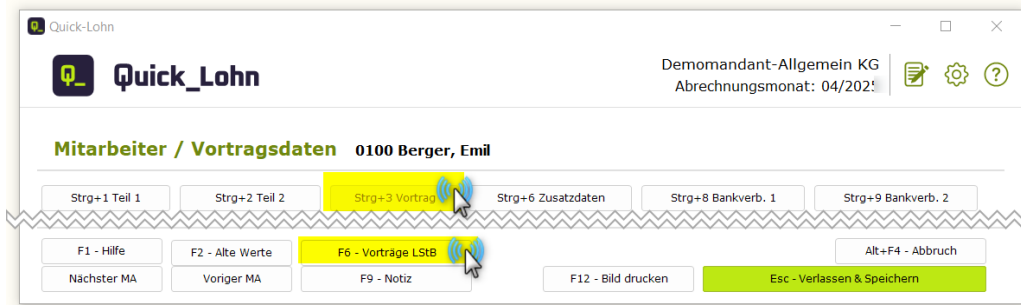 Quick-Lohn
Q_ Quick_Lohn
Demomandant-Allgemein KG
Abrechnungsmonat: 04/2025
Mitarbeiter / Vortragsdaten 0100 Berger, Emil
Strg+1 Teil 1 Strg+2 Teil 2 Strg+3 Vortrag Strg+6 Zusatzdaten Strg+8 Bankverb. 1 Strg+9 Bankverb. 2
F1 - Hilfe F2 - Alte Werte F6 - Vorträge LStB Alt+F4 - Abbruch
Nächster MA Voriger MA F9 - Notiz F12 - Bild drucken Esc - Verlassen & Speichern